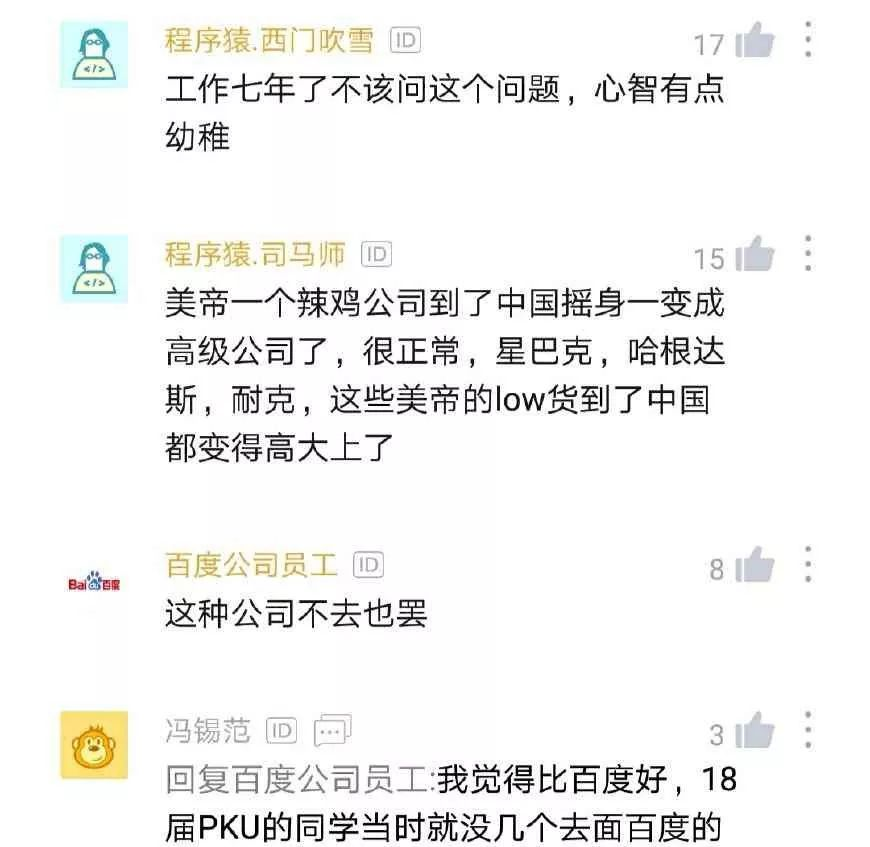 程序猿.西门吹雪 ID 17
工作七年了不该问这个问题，心智有点
幼稚
程序猿.司马师 ID 15
美帝一个辣鸡公司到了中国摇身一变成
高级公司了，很正常，星巴克，哈根达
斯，耐克，这些美帝的low货到了中国
都变得高大上了
Bai du 百度
百度公司员工 ID 8
这种公司不去也罢
冯锡范 ID 3
回复百度公司员工:我觉得比百度好，18
届PKU的同学当时就没几个去面百度的